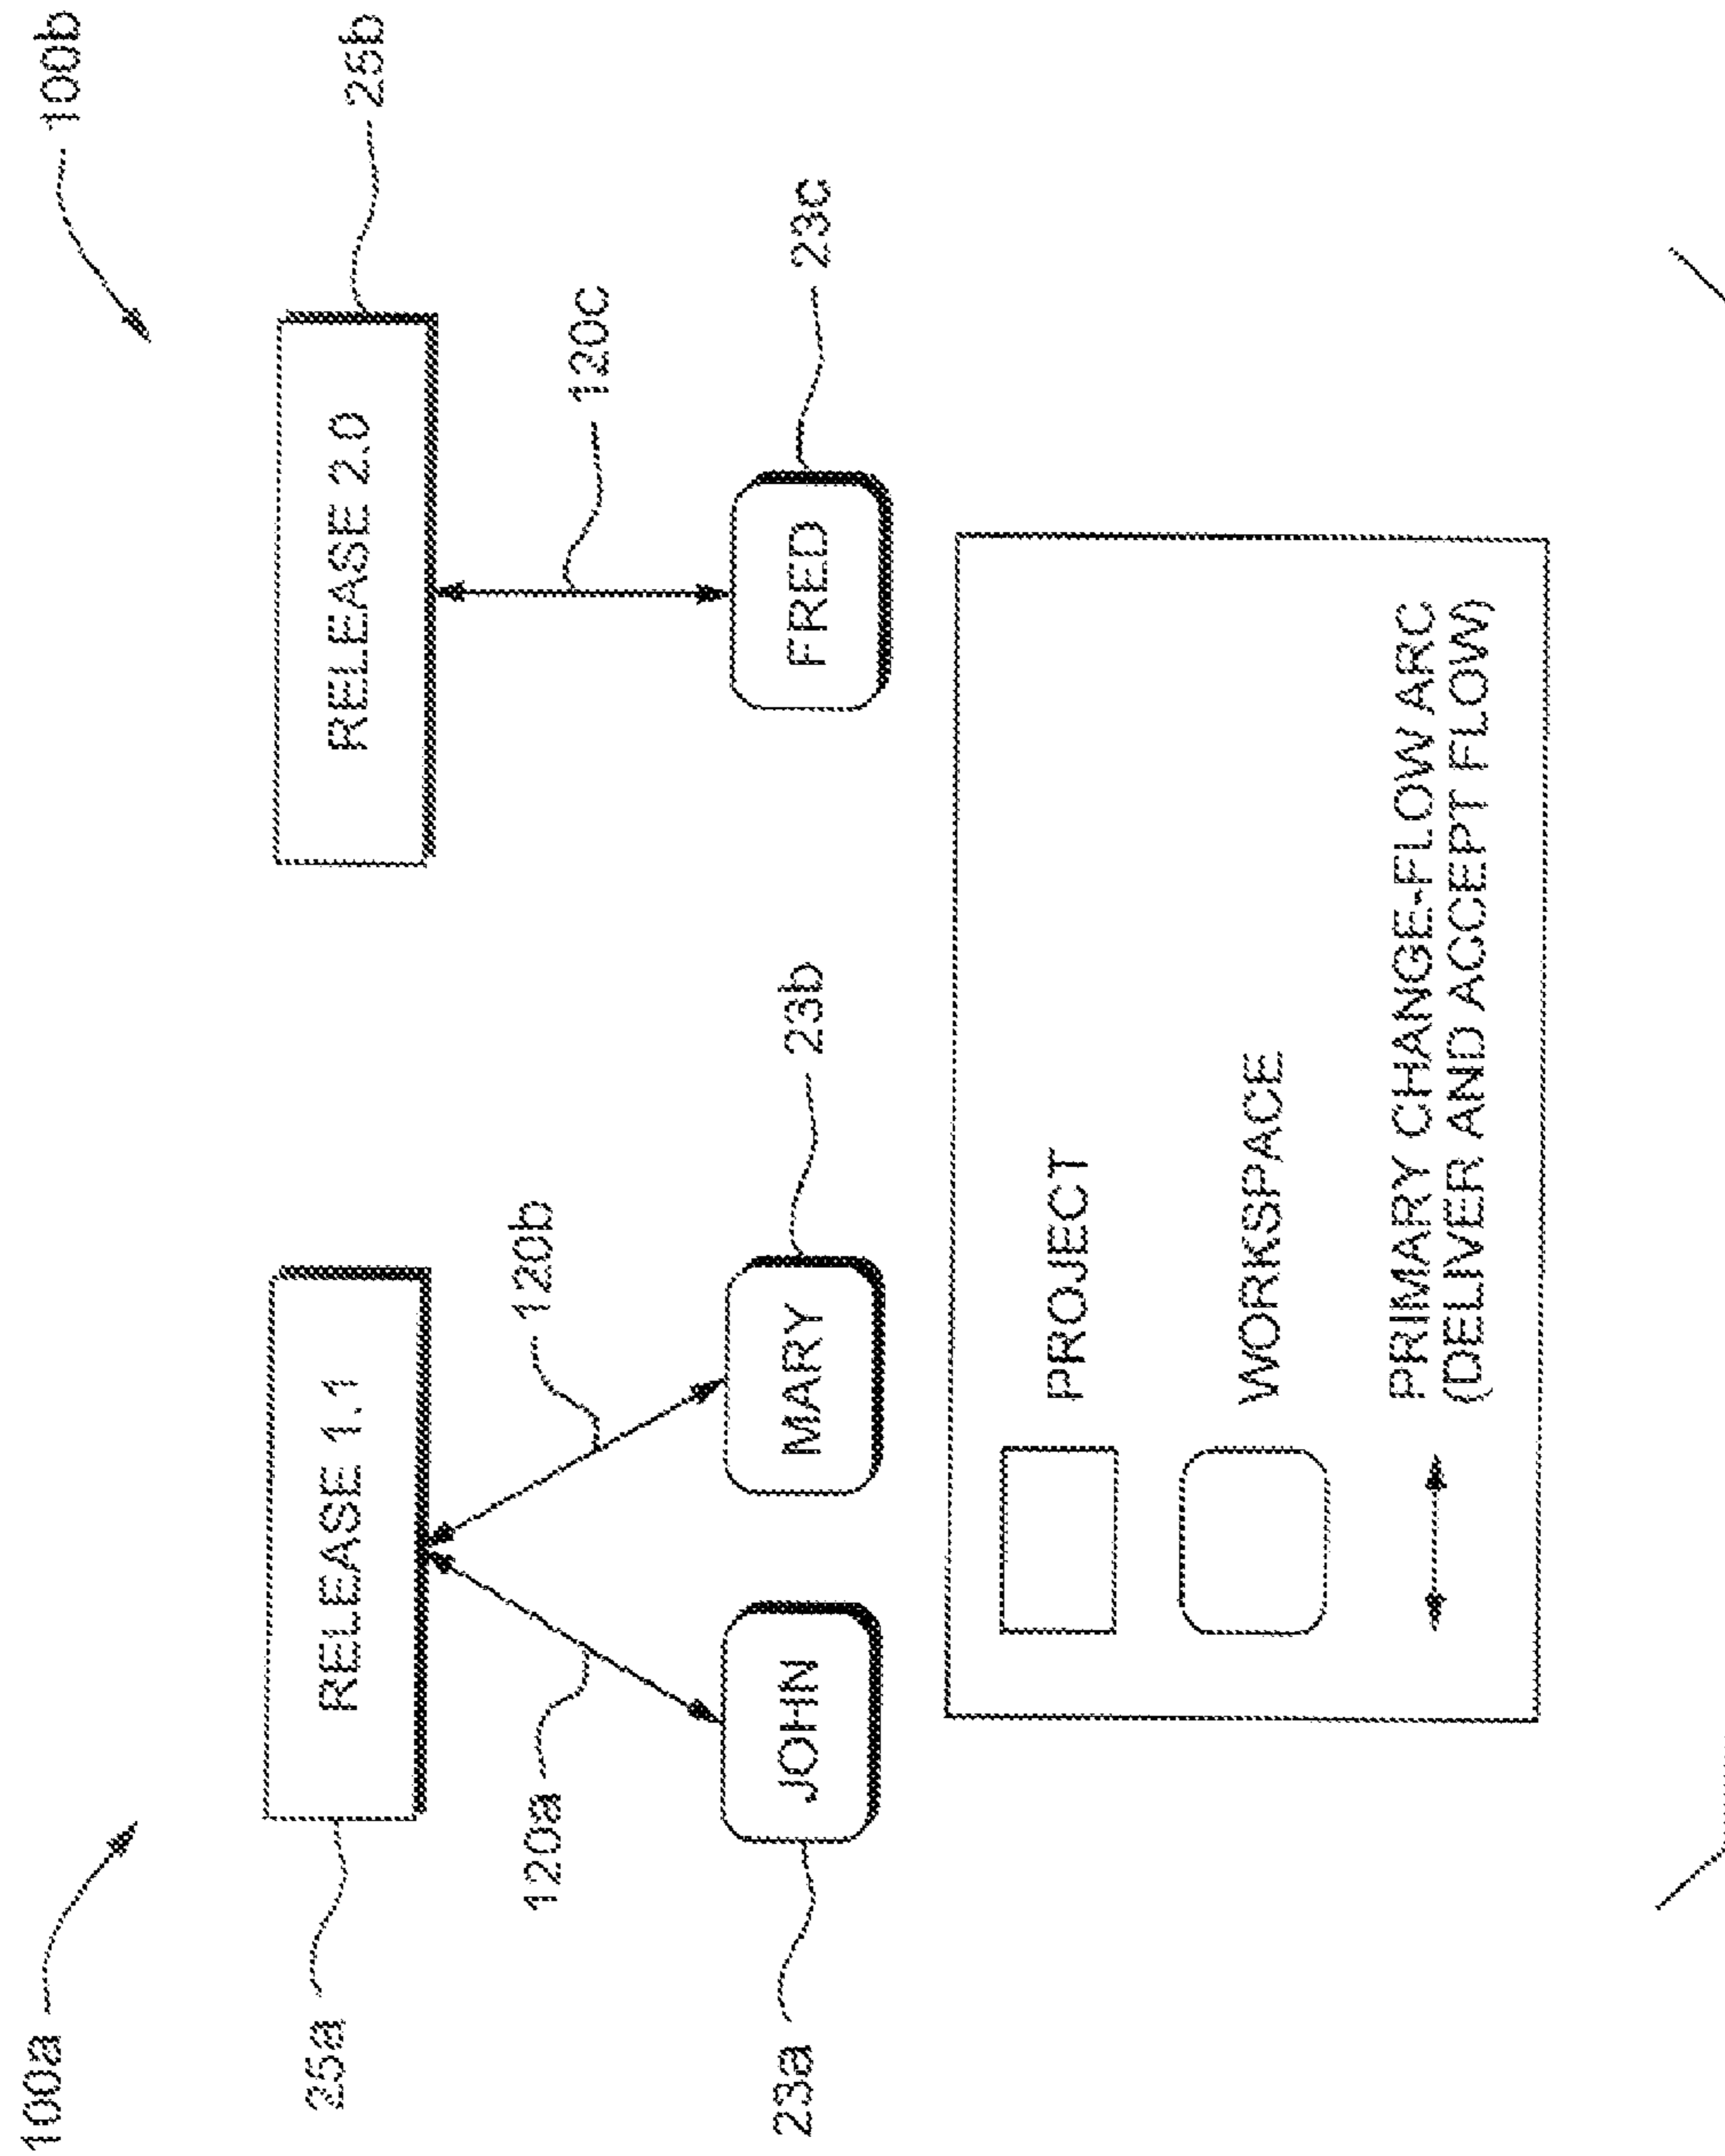 100a
100b
25a
RELEASE 1.1
RELEASE 2.0
25b
120a
120b
120c
23a
JOHN
MARY
23b
FRED
23c
PROJECT
WORKSPACE
PRIMARY CHANGE-FLOW ARC
(DELIVER AND ACCEPT FLOW)